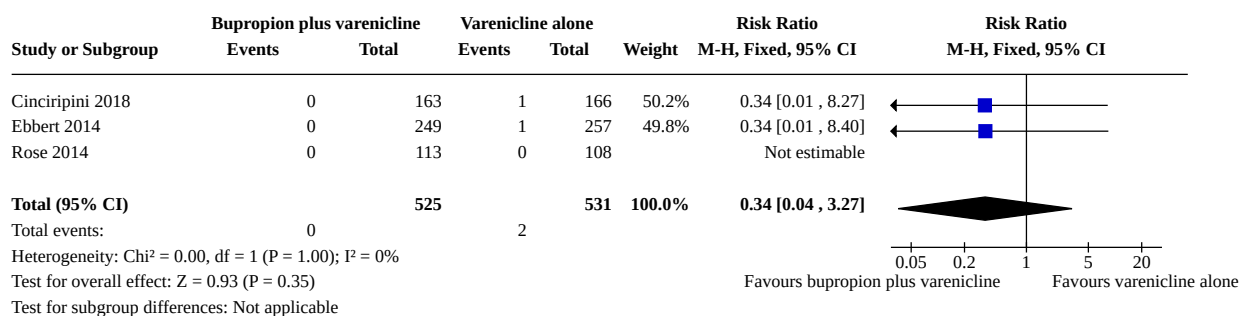 Bupropion plus varenicline Varenicline alone Risk Ratio Risk Ratio
Study or Subgroup Events Total Events Total Weight M-H, Fixed, 95% CI M-H, Fixed, 95% CI
Cinciripini 2018 0 163 1 166 50.2% 0.34 [0.01 , 8.27]
Ebbert 2014 0 249 1 257 49.8% 0.34 [0.01 , 8.40]
Rose 2014 0 113 0 108 Not estimable
Total (95% CI) 525 531 100.0% 0.34 [0.04 , 3.27]
Total events: 0 2
Heterogeneity: Chi² = 0.00, df = 1 (P = 1.00); I² = 0%
0.05 0.2 1 5 20
Test for overall effect: Z = 0.93 (P = 0.35) Favours bupropion plus varenicline Favours varenicline alone
Test for subgroup differences: Not applicable